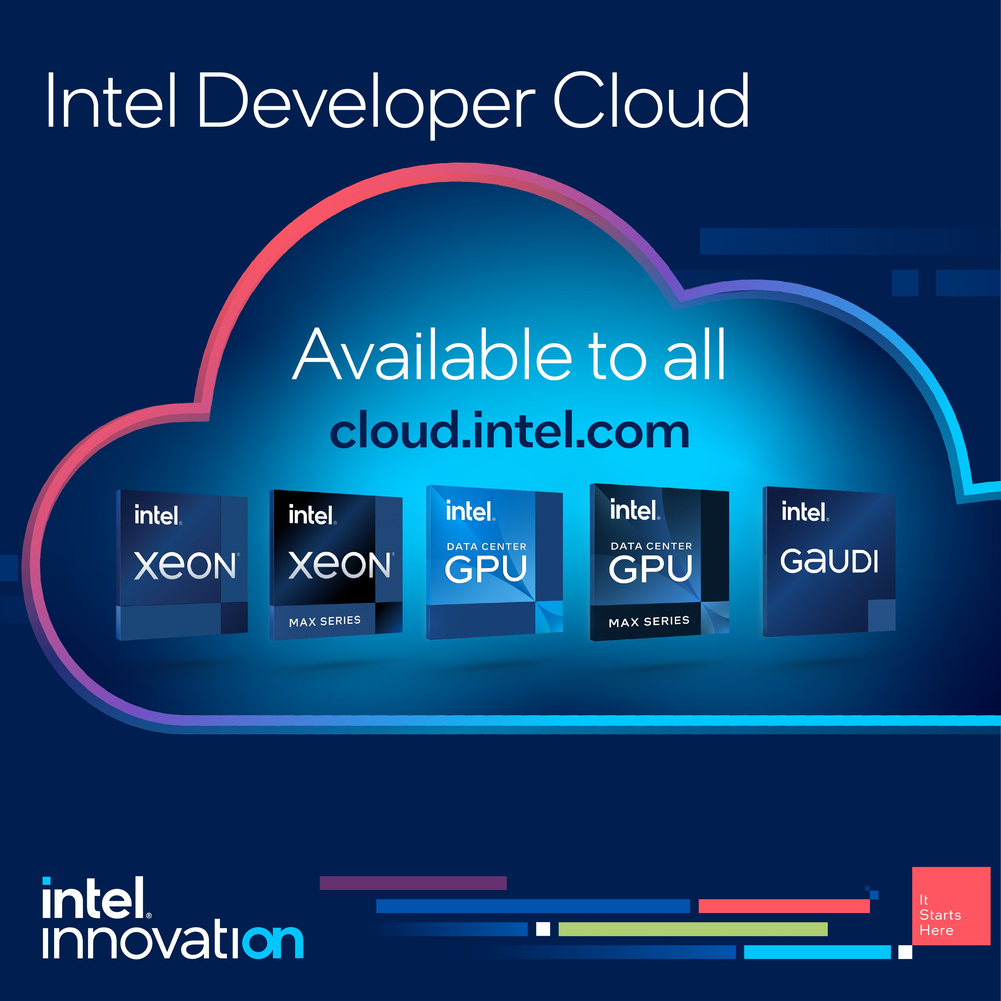 Intel Developer Cloud
Available to all
cloud.intel.com
intel.
XEON®
intel.
XEON®
MAX SERIES
intel.
DATA CENTER
GPU
intel.
DATA CENTER
GPU
MAX SERIES
intel.
GAUDI
intel®
innovation
It
Starts
Here